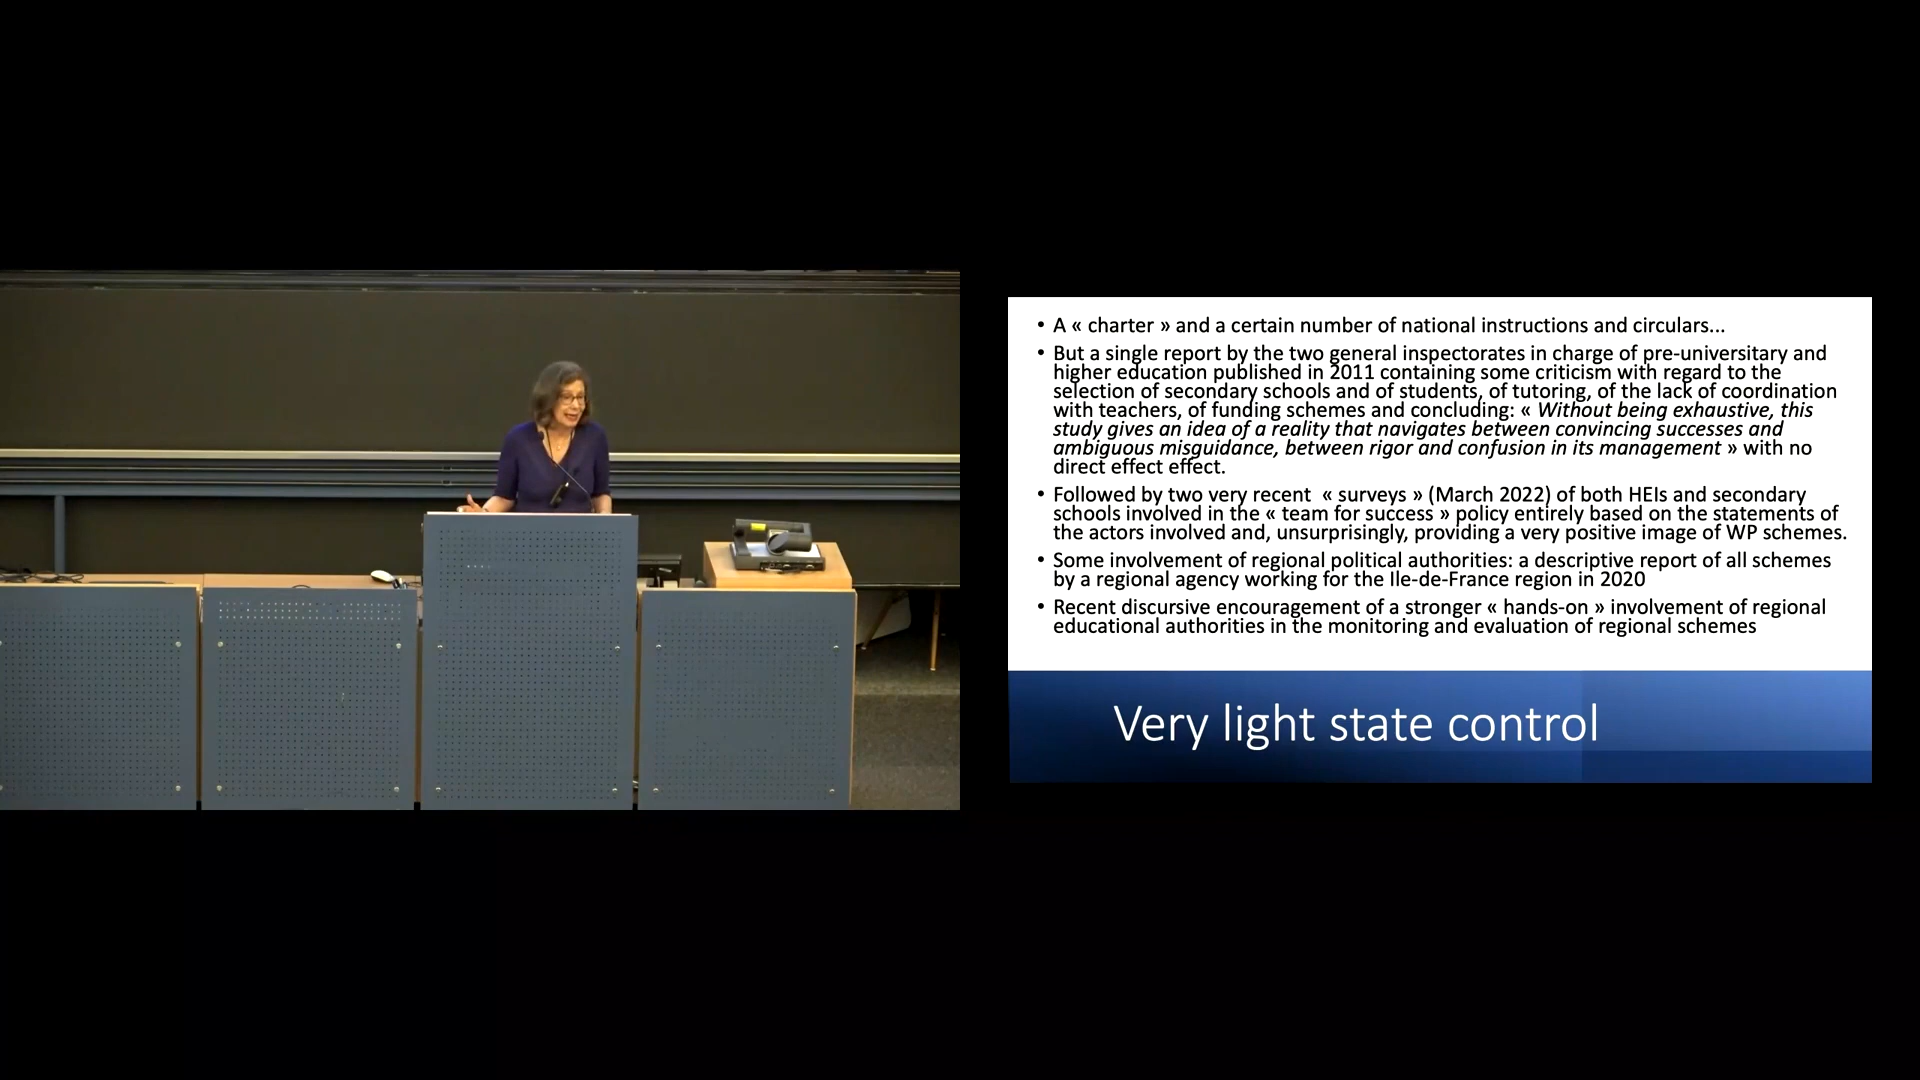 • A « charter » and a certain number of national instructions and circulars...
• But a single report by the two general inspectorates in charge of pre-universitary and
higher education published in 2011 containing some criticism with regard to the
selection of secondary schools and of students, of tutoring, of the lack of coordination
with teachers, of funding schemes and concluding: « Without being exhaustive, this
study gives an idea of a reality that navigates between convincing successes and
ambiguous misguidance, between rigor and confusion in its management » with no
direct effect effect.
• Followed by two very recent « surveys » (March 2022) of both HEIs and secondary
schools involved in the « team for success » policy entirely based on the statements of
the actors involved and, unsurprisingly, providing a very positive image of WP schemes.
• Some involvement of regional political authorities: a descriptive report of all schemes
by a regional agency working for the Ile-de-France region in 2020
• Recent discursive encouragement of a stronger « hands-on » involvement of regional
educational authorities in the monitoring and evaluation of regional schemes
Very light state control